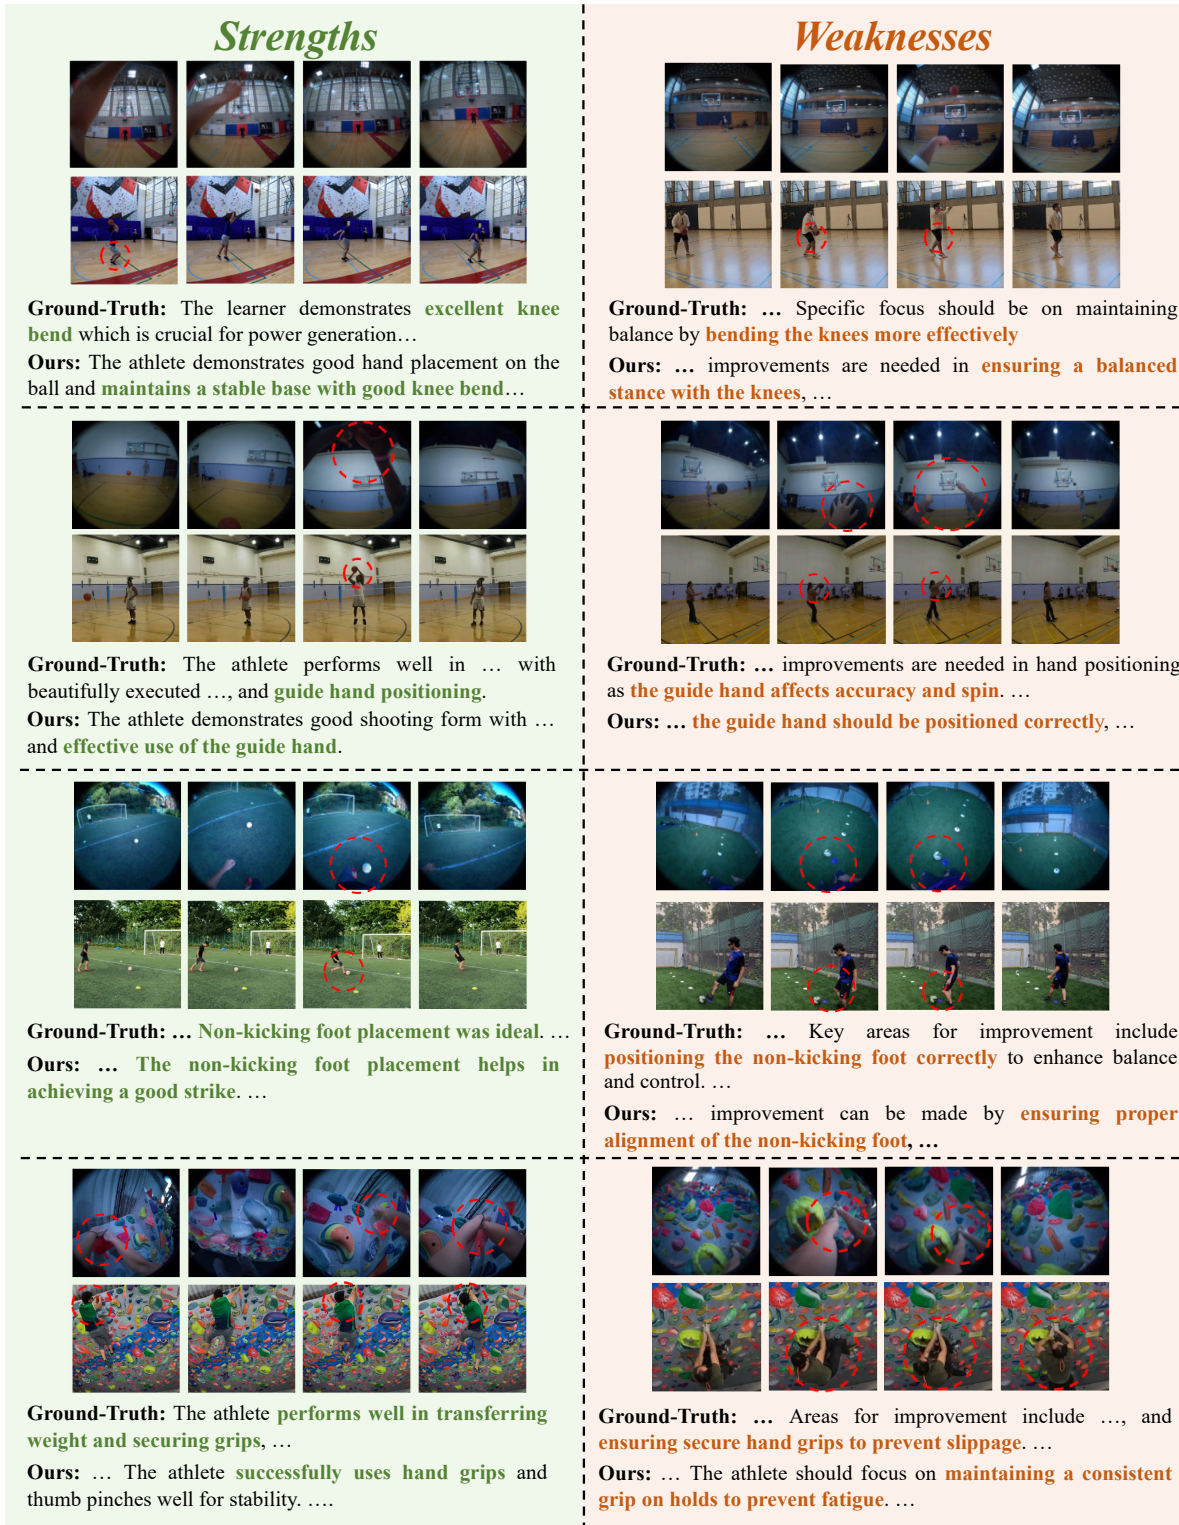 Strengths
Ground-Truth: The learner demonstrates excellent knee
bend which is crucial for power generation…
Ours: The athlete demonstrates good hand placement on the
ball and maintains a stable base with good knee bend…
Ground-Truth: The athlete performs well in … with
beautifully executed …, and guide hand positioning.
Ours: The athlete demonstrates good shooting form with …
and effective use of the guide hand.
Ground-Truth: … Non-kicking foot placement was ideal. …
Ours: … The non-kicking foot placement helps in
achieving a good strike. …
Ground-Truth: The athlete performs well in transferring
weight and securing grips, …
Ours: … The athlete successfully uses hand grips and
thumb pinches well for stability. ….
Weaknesses
Ground-Truth: … Specific focus should be on maintaining
balance by bending the knees more effectively
Ours: … improvements are needed in ensuring a balanced
stance with the knees, …
Ground-Truth: … improvements are needed in hand positioning
as the guide hand affects accuracy and spin. …
Ours: … the guide hand should be positioned correctly, …
Ground-Truth: … Key areas for improvement include
positioning the non-kicking foot correctly to enhance balance
and control. …
Ours: … improvement can be made by ensuring proper
alignment of the non-kicking foot, …
Ground-Truth: … Areas for improvement include …, and
ensuring secure hand grips to prevent slippage. …
Ours: … The athlete should focus on maintaining a consistent
grip on holds to prevent fatigue. …